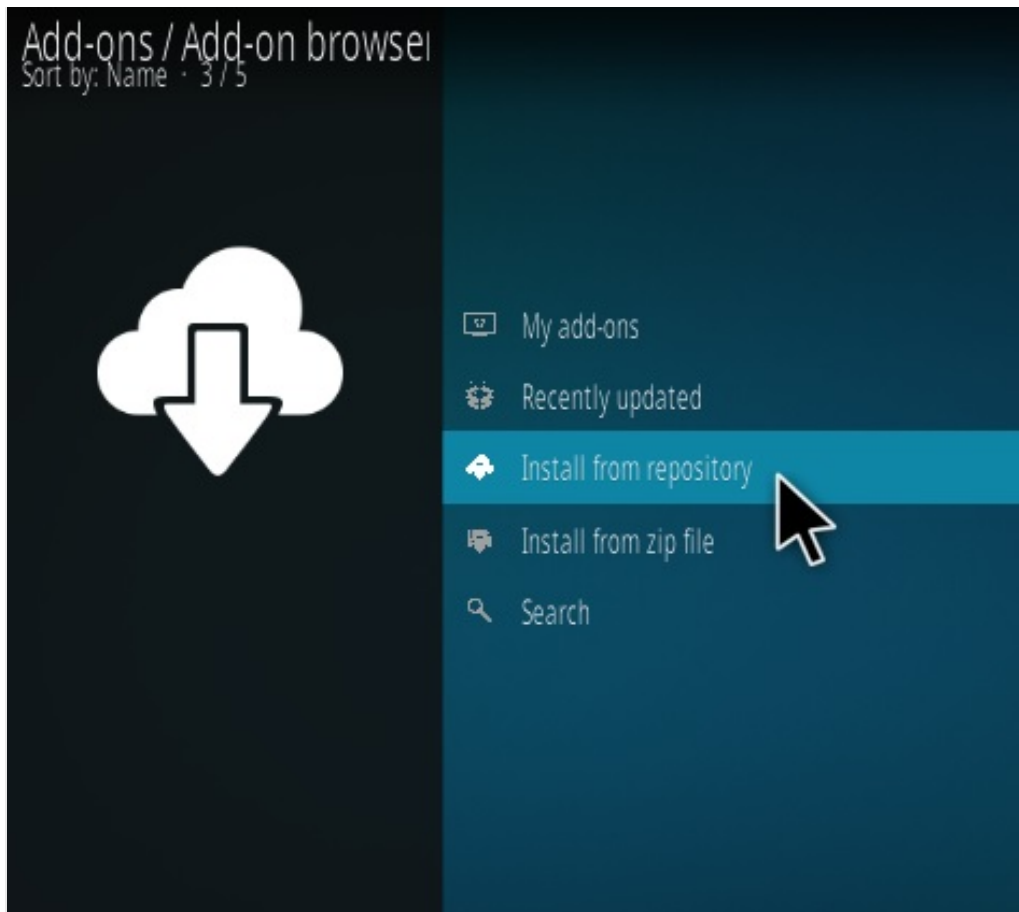 Add-ons / Add-on browser
Sort by: Name · 3 / 5
My add-ons
Recently updated
Install from repository
Install from zip file
Search